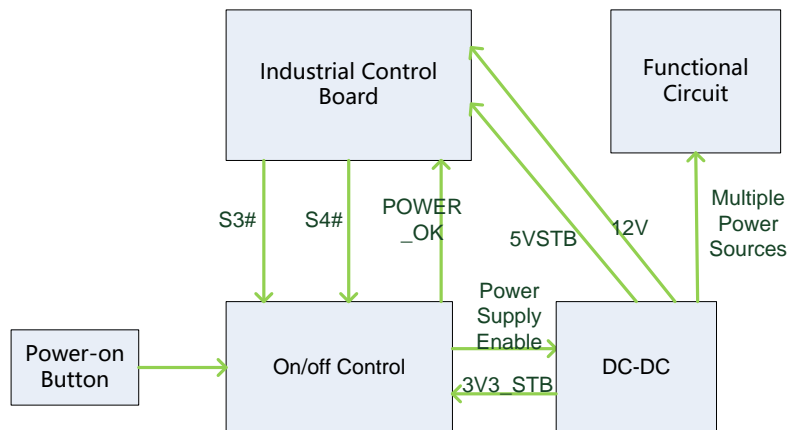 Industrial Control
Board
Functional
Circuit
S3#
S4#
POWER
_OK
5VSTB
12V
Multiple
Power
Sources
Power
Supply
Enable
Power-on
Button
On/off Control
DC-DC
3V3_STB